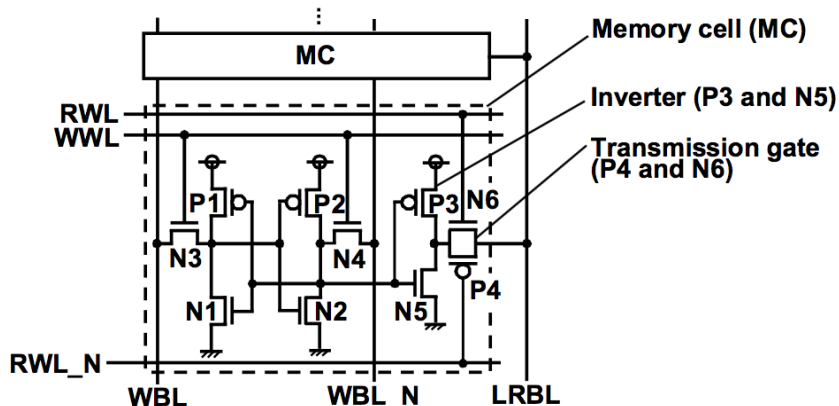 MC
Memory cell (MC)
RWL
Inverter (P3 and N5)
WWL
Transmission gate
(P4 and N6)
P1
P2
P3
N6
N3
N4
N1
N2
N5
P4
RWL_N
WBL
WBL N
LRBL